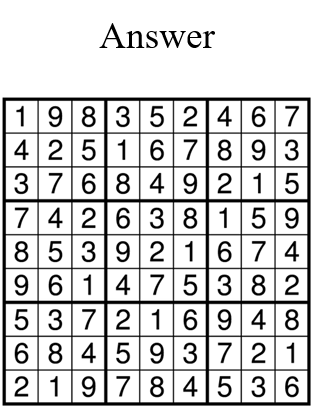 Answer
1 9 8 3 5 2 4 6 7
4 2 5 1 6 7 8 9 3
3 7 6 8 4 9 2 1 5
7 4 2 6 3 8 1 5 9
8 5 3 9 2 1 6 7 4
9 6 1 4 7 5 3 8 2
5 3 7 2 1 6 9 4 8
6 8 4 5 9 3 7 2 1
2 1 9 7 8 4 5 3 6